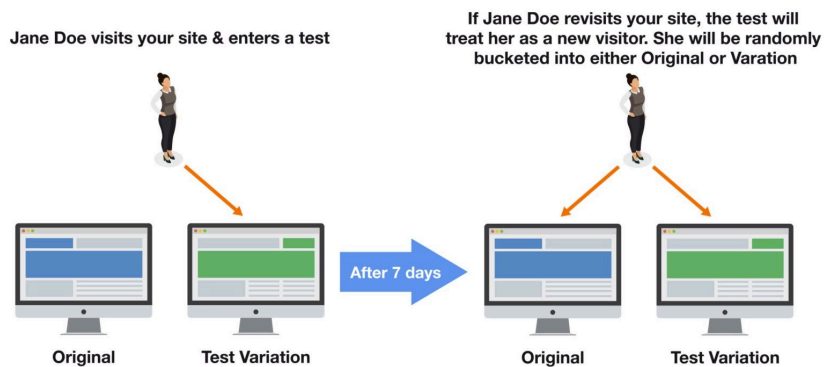 Jane Doe visits your site & enters a test
If Jane Doe revisits your site, the test will
treat her as a new visitor. She will be randomly
bucketed into either Original or Varation
After 7 days
Original
Test Variation
Original
Test Variation